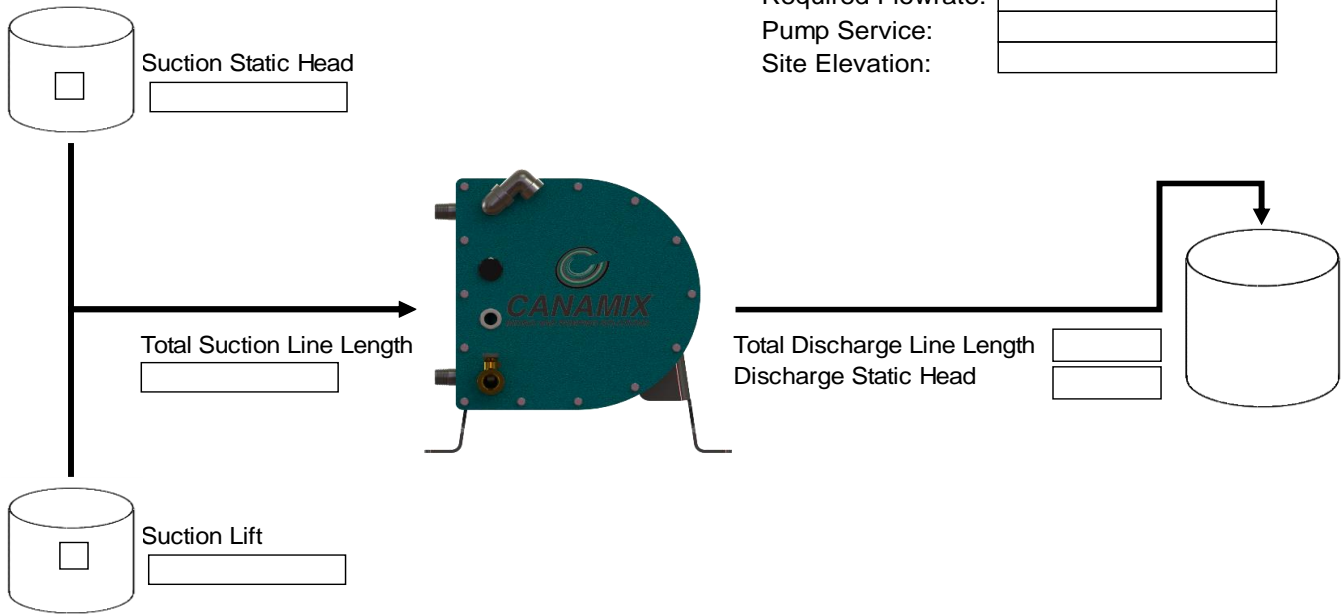 Required Flowrate:
Pump Service:
Site Elevation:
Suction Static Head
CANAMIX
Total Suction Line Length
Total Discharge Line Length
Discharge Static Head
Suction Lift